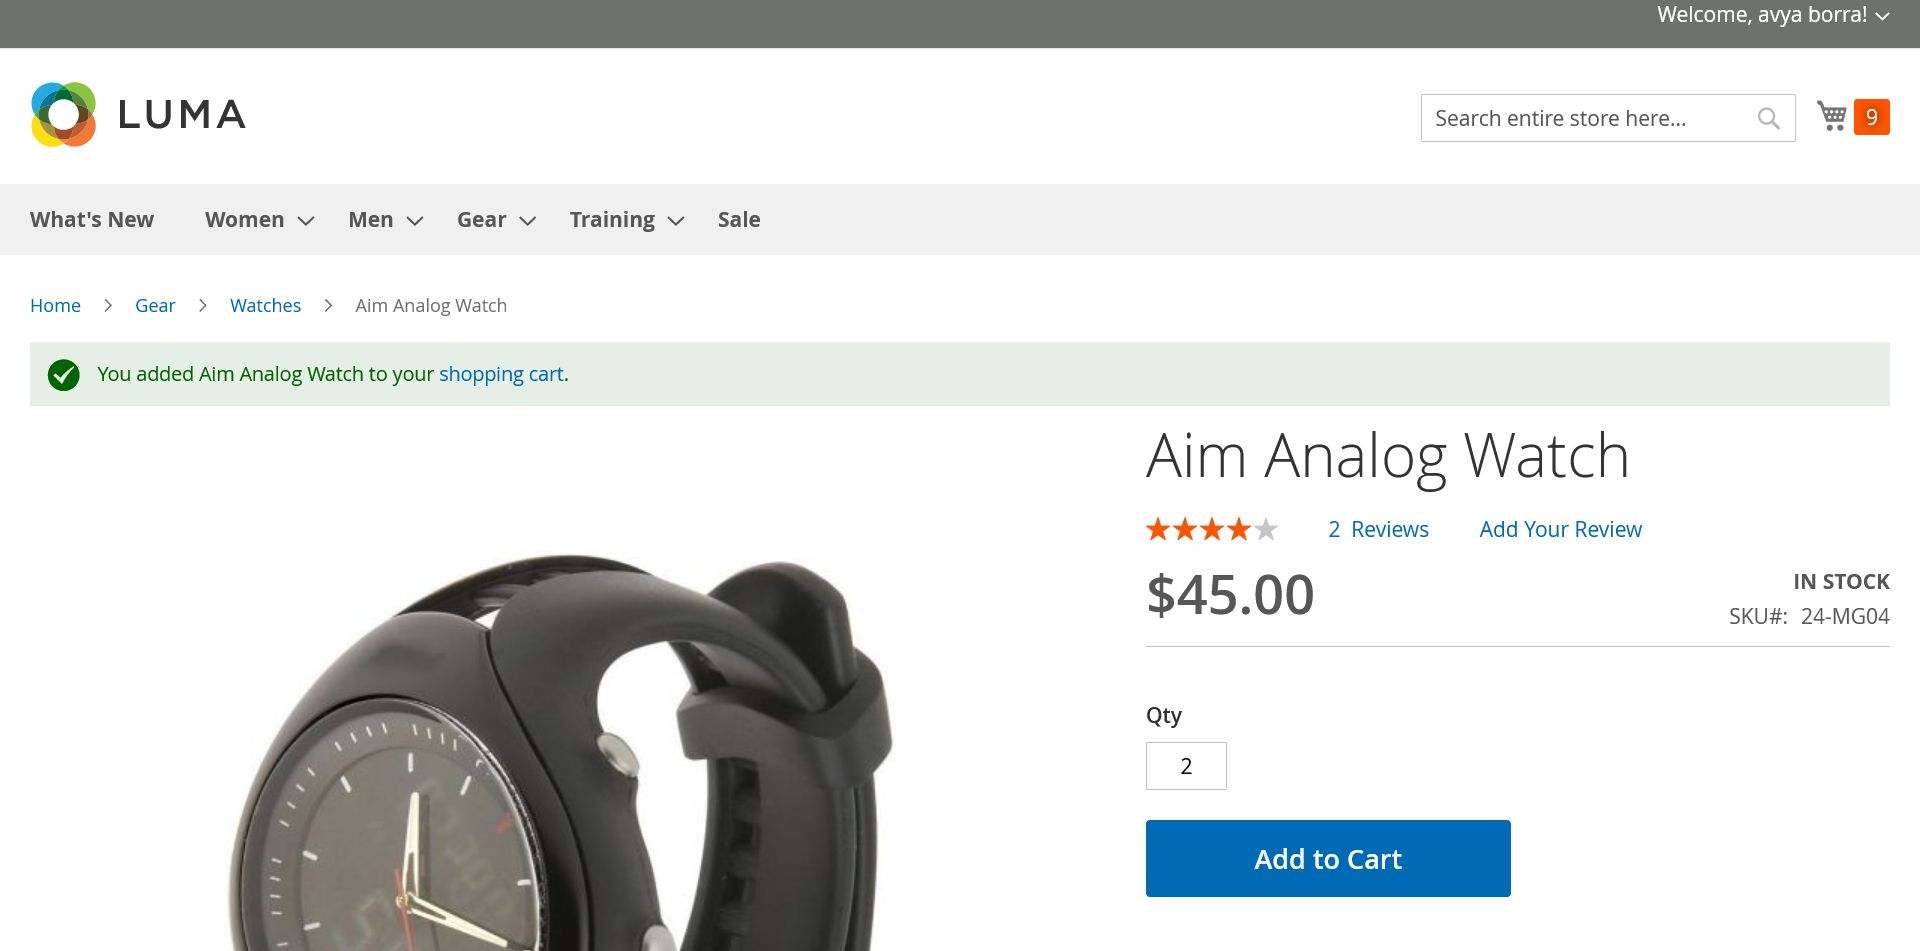 Welcome, avya borra!
LUMA
Search entire store here...
9
What's New Women Men Gear Training Sale
Home Gear Watches Aim Analog Watch
You added Aim Analog Watch to your shopping cart.
Aim Analog Watch
2 Reviews Add Your Review
$45.00
IN STOCK
SKU#: 24-MG04
Qty
2
Add to Cart